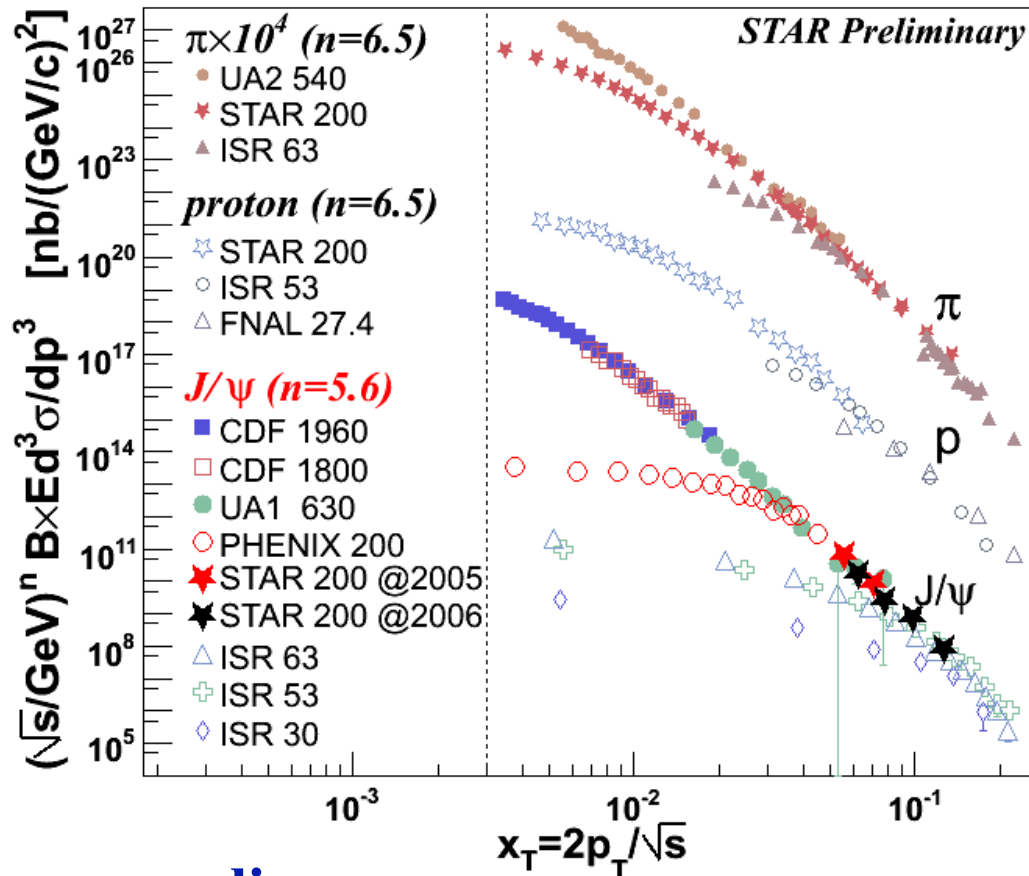 STAR Preliminary
π×10⁴ (n=6.5)
UA2 540
STAR 200
ISR 63
proton (n=6.5)
STAR 200
ISR 53
FNAL 27.4
J/ψ (n=5.6)
CDF 1960
CDF 1800
UA1 630
PHENIX 200
STAR 200 @2005
STAR 200 @2006
ISR 63
ISR 53
ISR 30
π
p
J/ψ
(√s/GeV)ⁿ B×Ed³σ/dp³ [nb/(GeV/c)²]
10²⁷
10²⁶
10²³
10²⁰
10¹⁷
10¹⁴
10¹¹
10⁸
10⁵
10⁻³ 10⁻² 10⁻¹
x_T=2p_T/√s